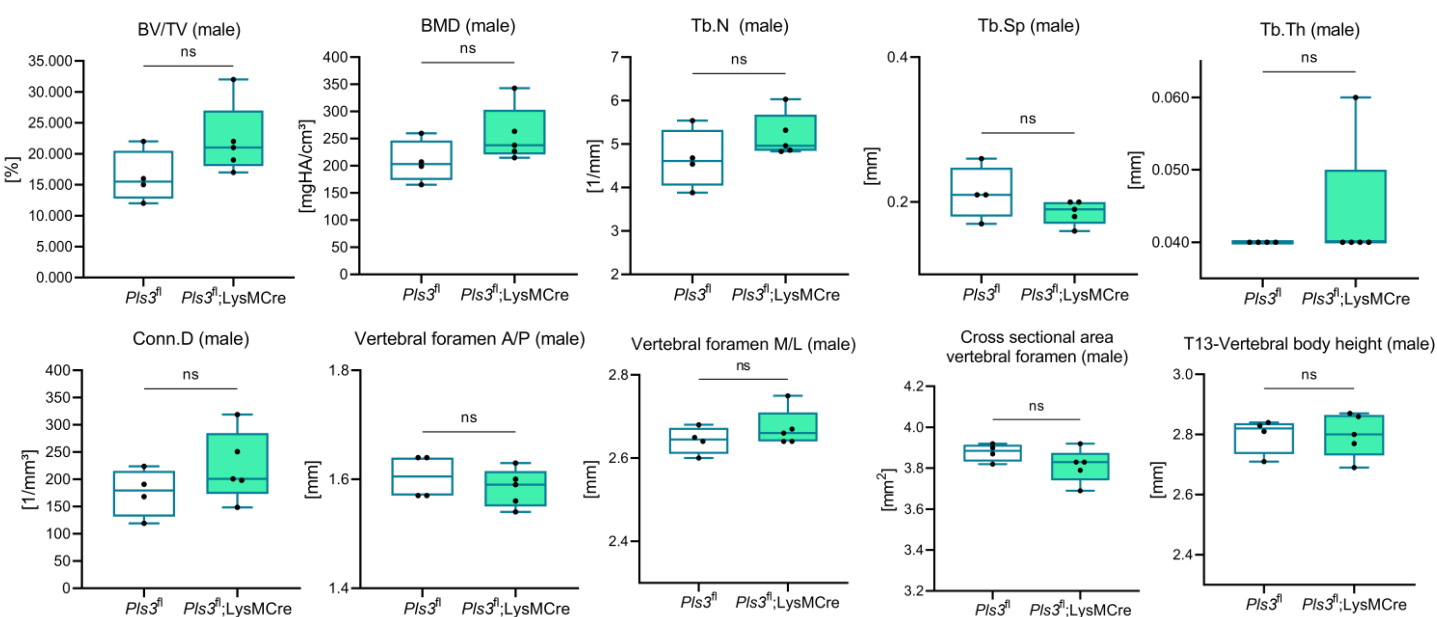 BV/TV (male)
ns
35.000
30.000
25.000
20.000
15.000
10.000
5.000
0.000
[%]
Pls3fl Pls3fl;LysMCre
BMD (male)
ns
400
350
300
250
200
150
100
50
0
[mgHA/cm³]
Pls3fl Pls3fl;LysMCre
Tb.N (male)
ns
7
6
5
4
3
2
[1/mm]
Pls3fl Pls3fl;LysMCre
Tb.Sp (male)
ns
0.4
0.2
[mm]
Pls3fl Pls3fl;LysMCre
Tb.Th (male)
ns
0.060
0.050
0.040
[mm]
Pls3fl Pls3fl;LysMCre
Conn.D (male)
ns
400
350
300
250
200
150
100
50
0
[1/mm³]
Pls3fl Pls3fl;LysMCre
Vertebral foramen A/P (male)
ns
1.8
1.6
1.4
[mm]
Pls3fl Pls3fl;LysMCre
Vertebral foramen M/L (male)
ns
2.8
2.6
2.4
[mm]
Pls3fl Pls3fl;LysMCre
Cross sectional area
vertebral foramen (male)
ns
4.2
4.0
3.8
3.6
3.4
3.2
[mm²]
Pls3fl Pls3fl;LysMCre
T13-Vertebral body height (male)
ns
3.0
2.8
2.6
2.4
[mm]
Pls3fl Pls3fl;LysMCre